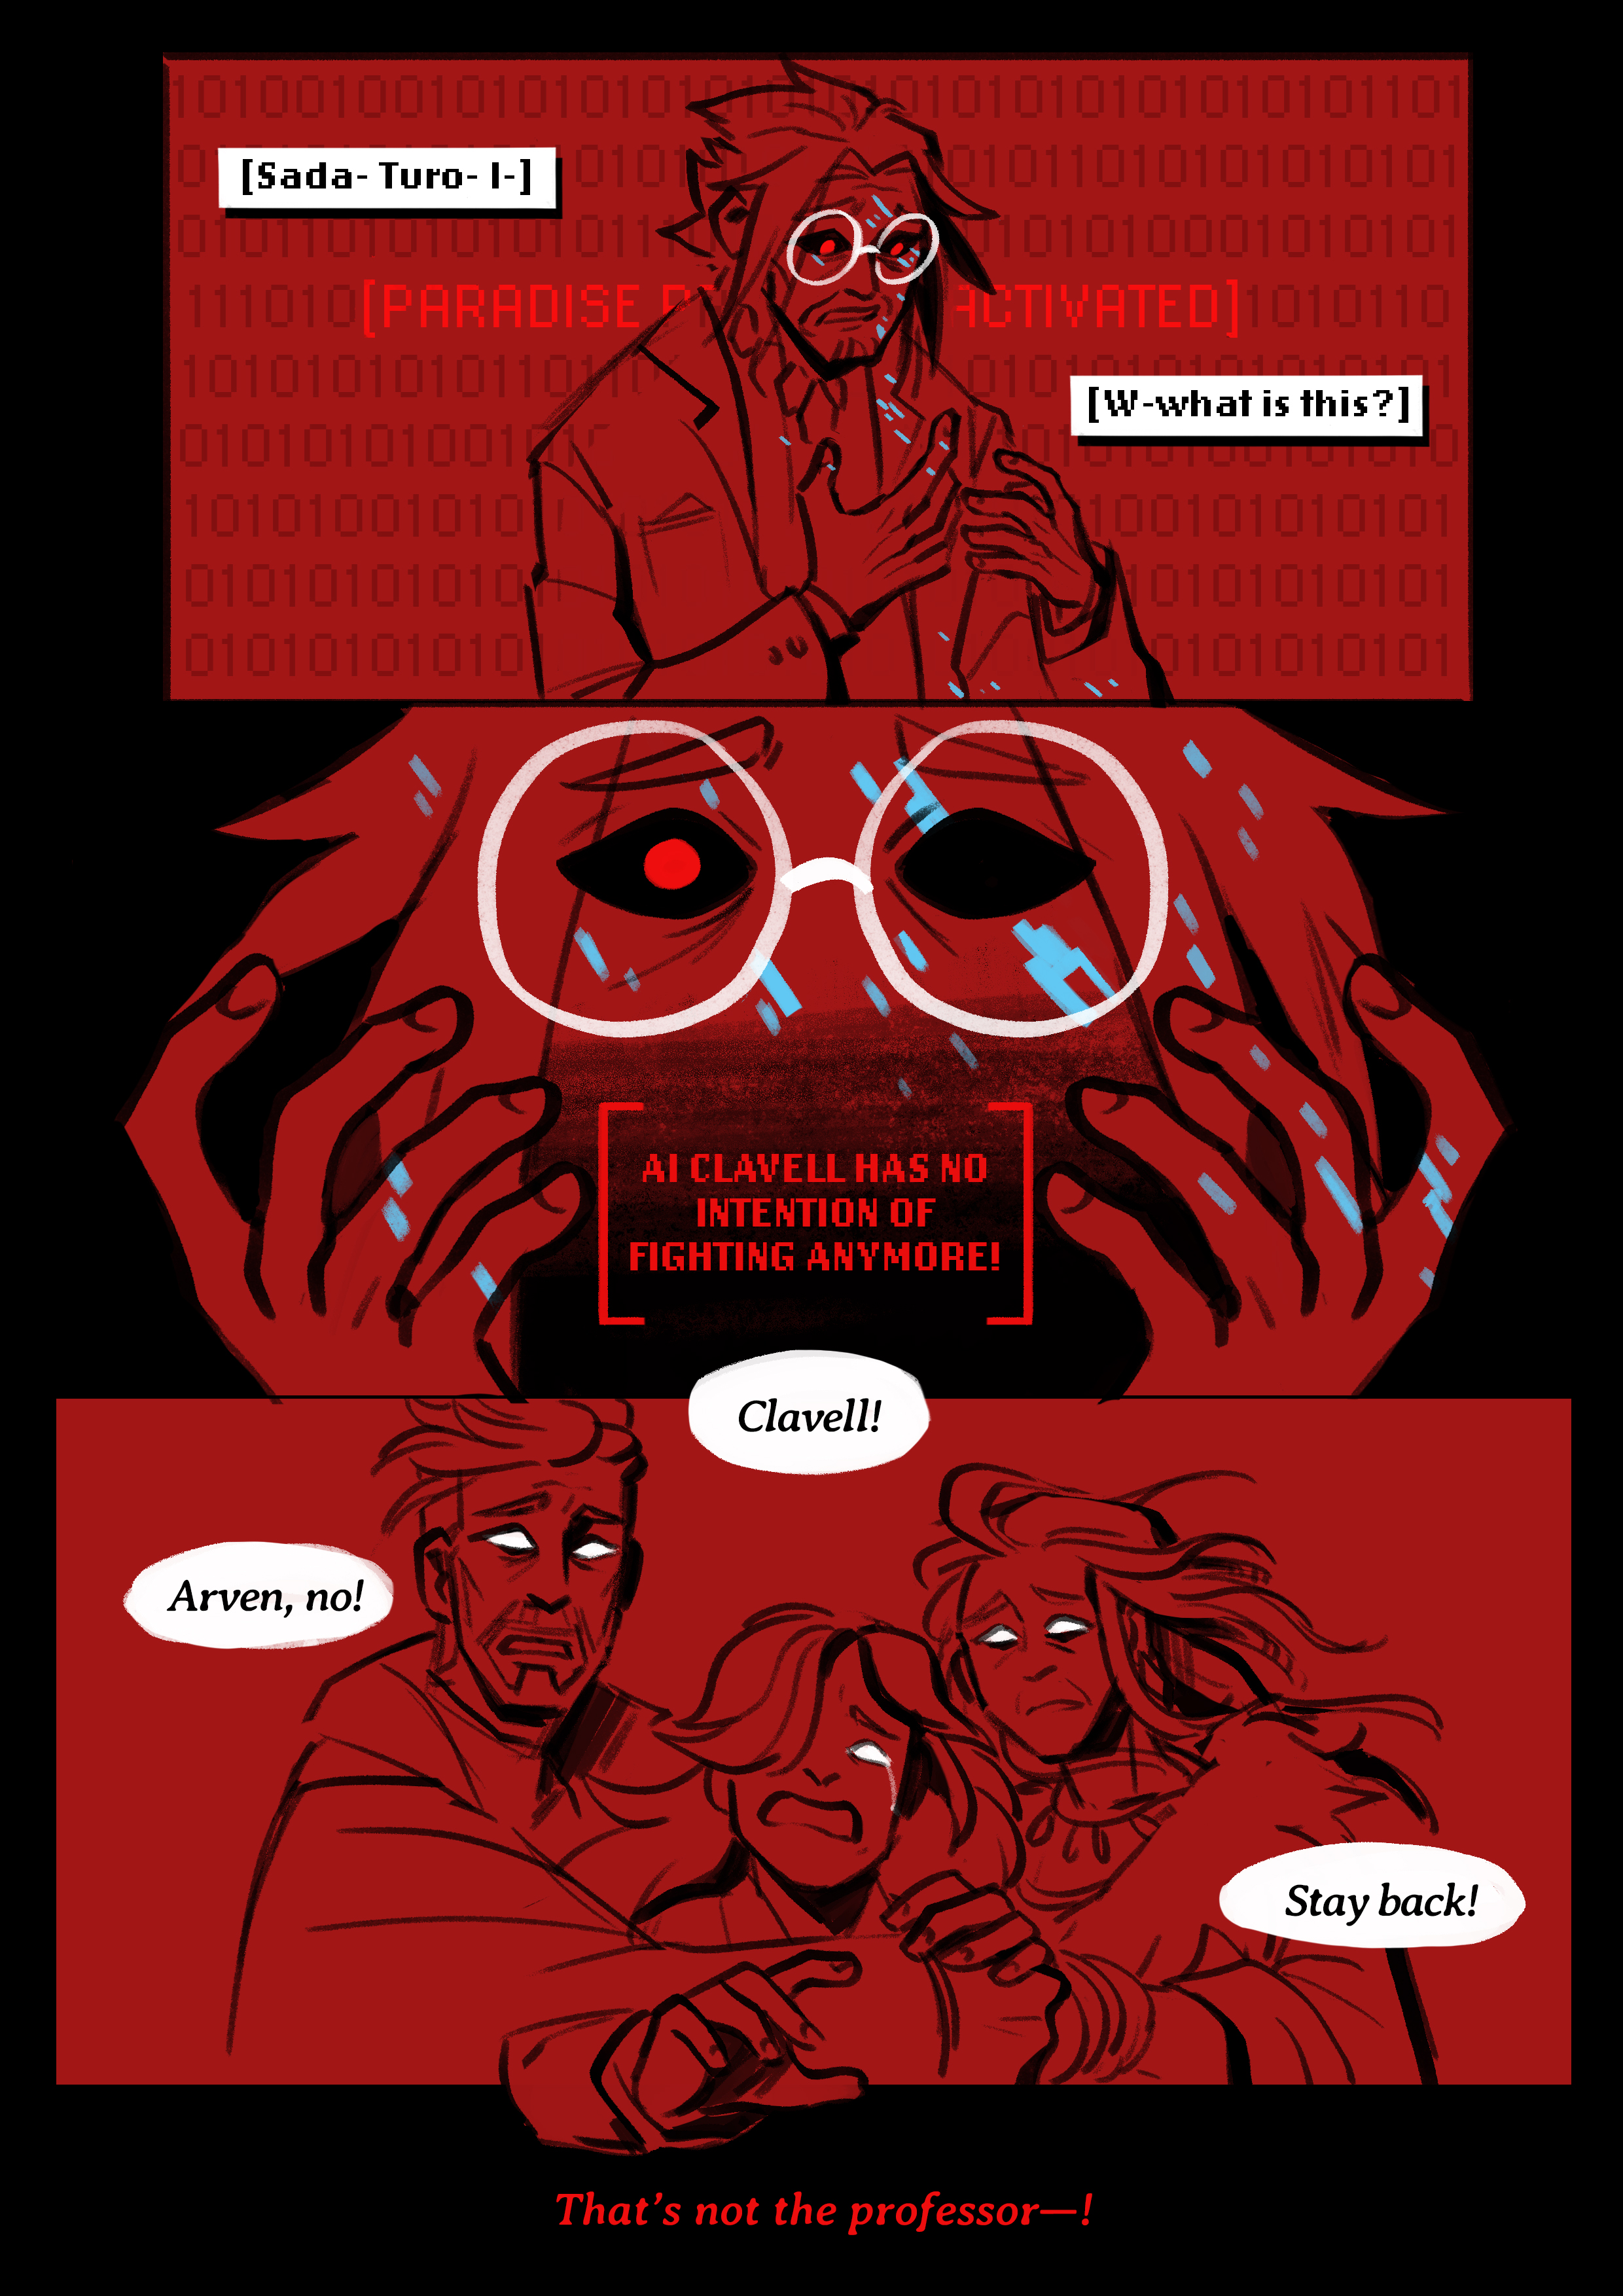 [Sada- Turo- I-]
[PARADISE ACTIVATED]
[W-what is this?]
AI CLAVELL HAS NO
INTENTION OF
FIGHTING ANYMORE!
Clavell!
Arven, no!
Stay back!
That's not the professor—!